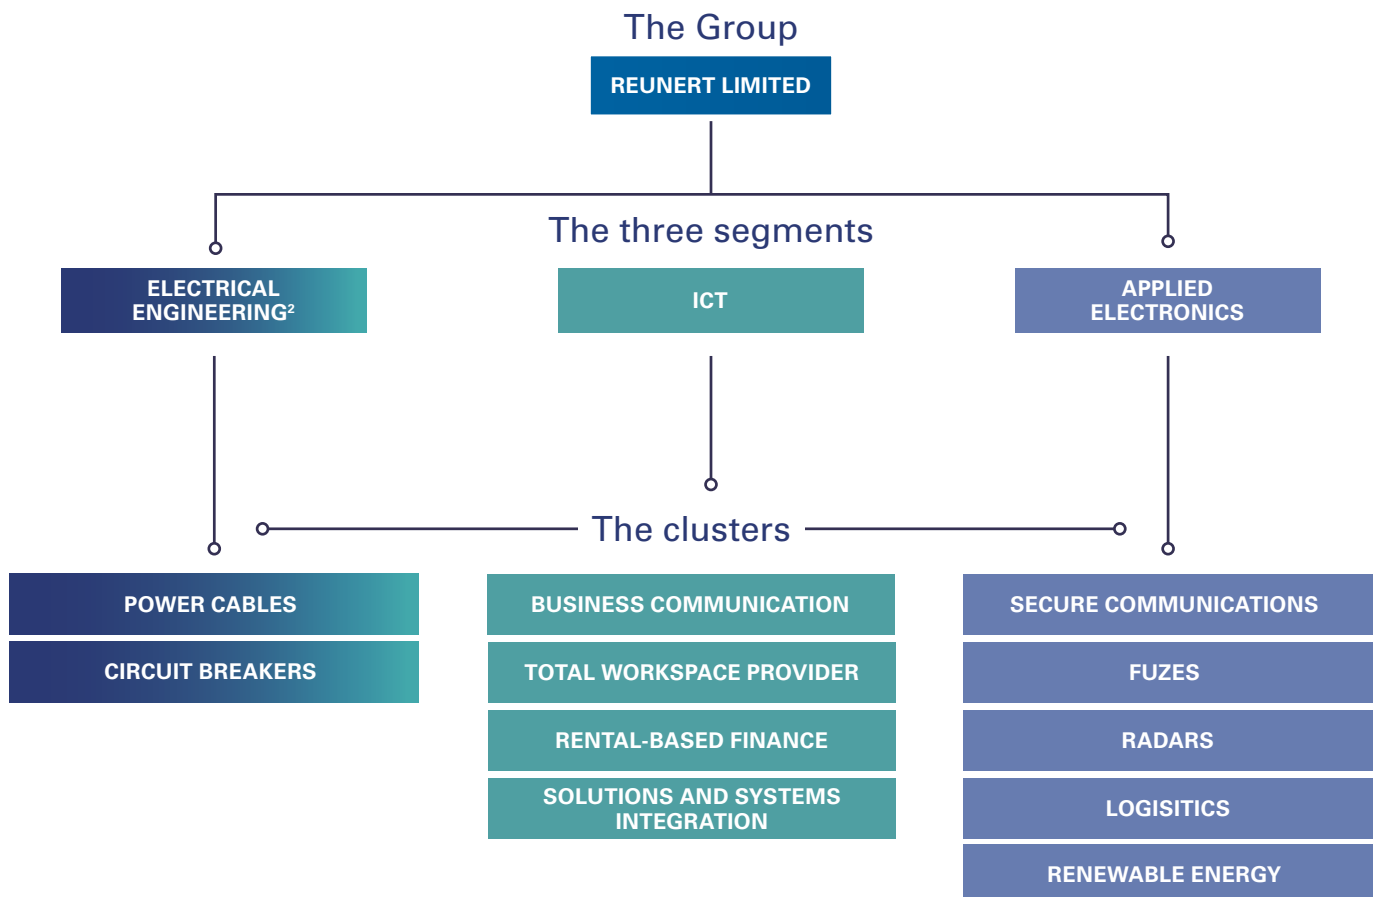 The Group
REUNERT LIMITED
The three segments
ELECTRICAL
ENGINEERING²
ICT
APPLIED
ELECTRONICS
The clusters
POWER CABLES
CIRCUIT BREAKERS
BUSINESS COMMUNICATION
TOTAL WORKSPACE PROVIDER
RENTAL-BASED FINANCE
SOLUTIONS AND SYSTEMS
INTEGRATION
SECURE COMMUNICATIONS
FUZES
RADARS
LOGISITICS
RENEWABLE ENERGY